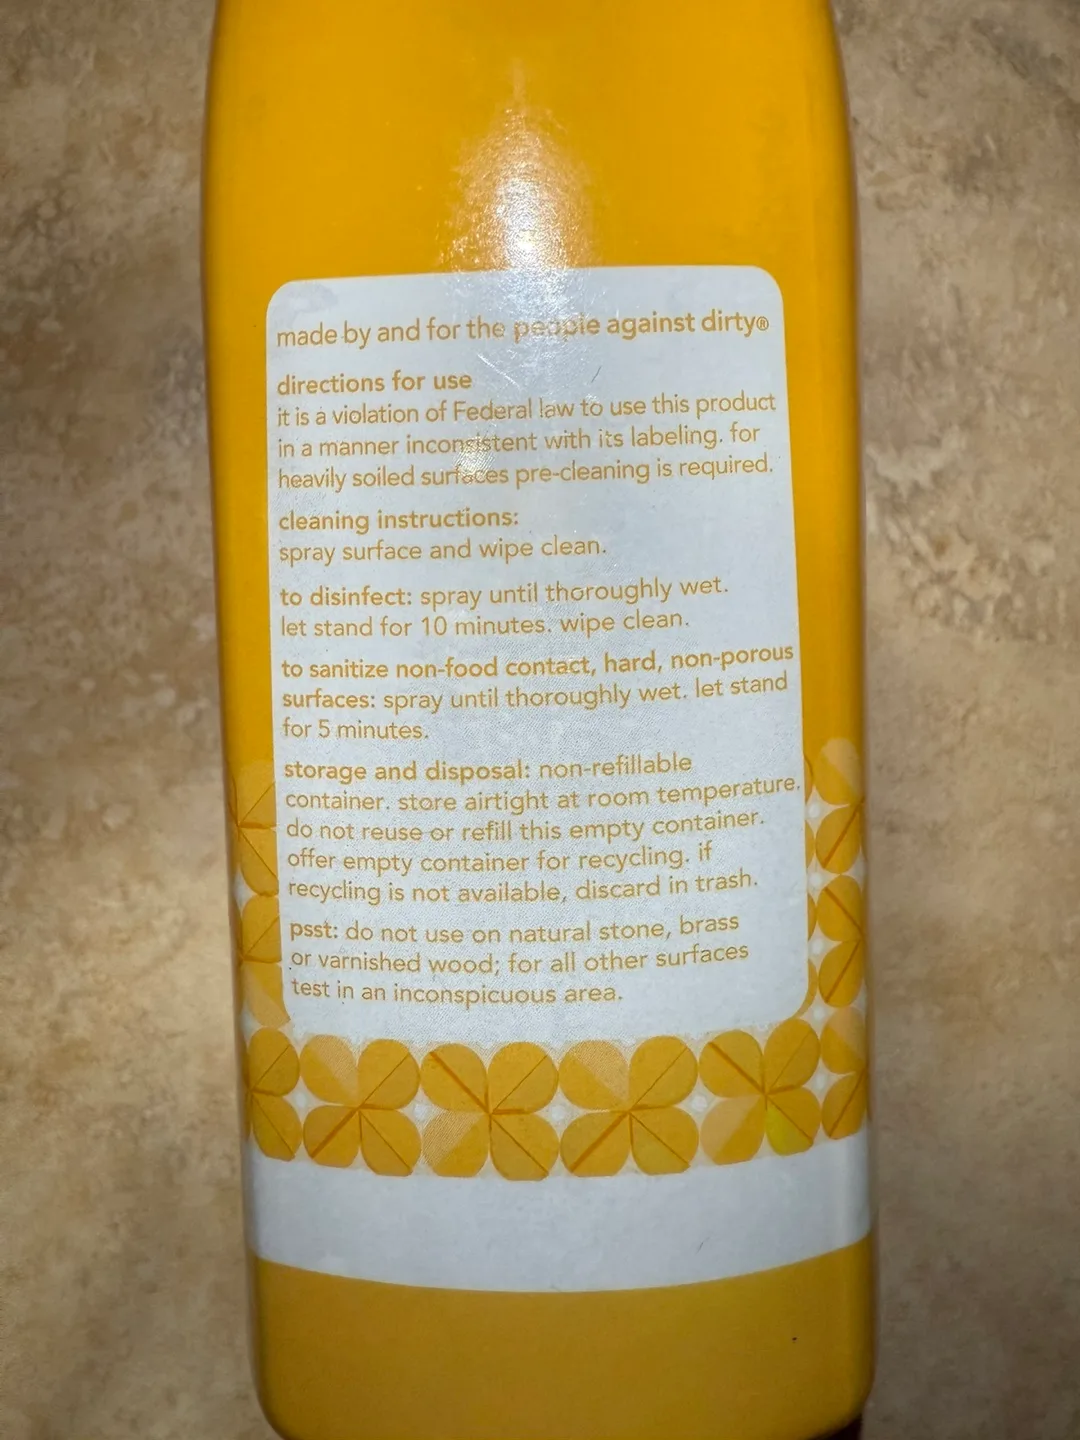 made by and for the people against dirty®
directions for use
it is a violation of Federal law to use this product
in a manner inconsistent with its labeling. for
heavily soiled surfaces pre-cleaning is required.
cleaning instructions:
spray surface and wipe clean.
to disinfect: spray until thoroughly wet.
let stand for 10 minutes. wipe clean.
to sanitize non-food contact, hard, non-porous
surfaces: spray until thoroughly wet. let stand
for 5 minutes.
storage and disposal: non-refillable
container. store airtight at room temperature.
do not reuse or refill this empty container.
offer empty container for recycling. if
recycling is not available, discard in trash.
psst: do not use on natural stone, brass
or varnished wood; for all other surfaces
test in an inconspicuous area.